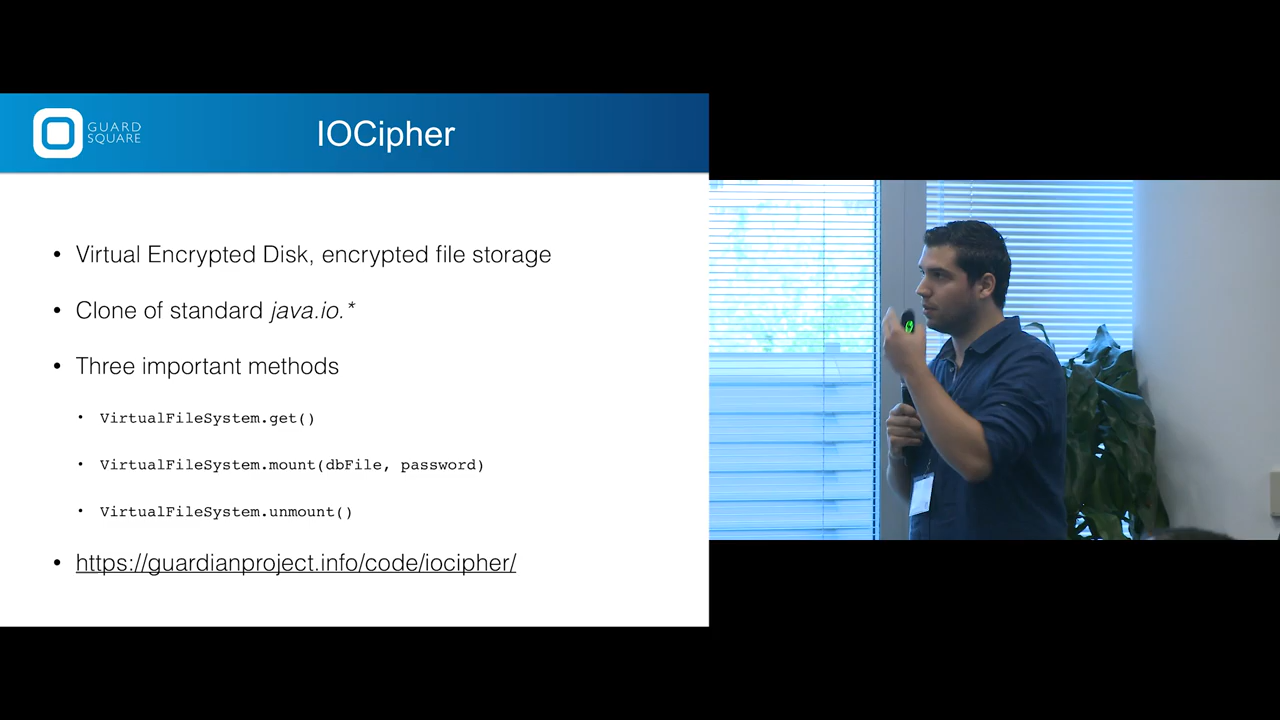 GUARD
SQUARE
IOCipher
• Virtual Encrypted Disk, encrypted file storage
• Clone of standard java.io.*
• Three important methods
• VirtualFileSystem.get()
• VirtualFileSystem.mount(dbFile, password)
• VirtualFileSystem.unmount()
• https://guardianproject.info/code/iocipher/